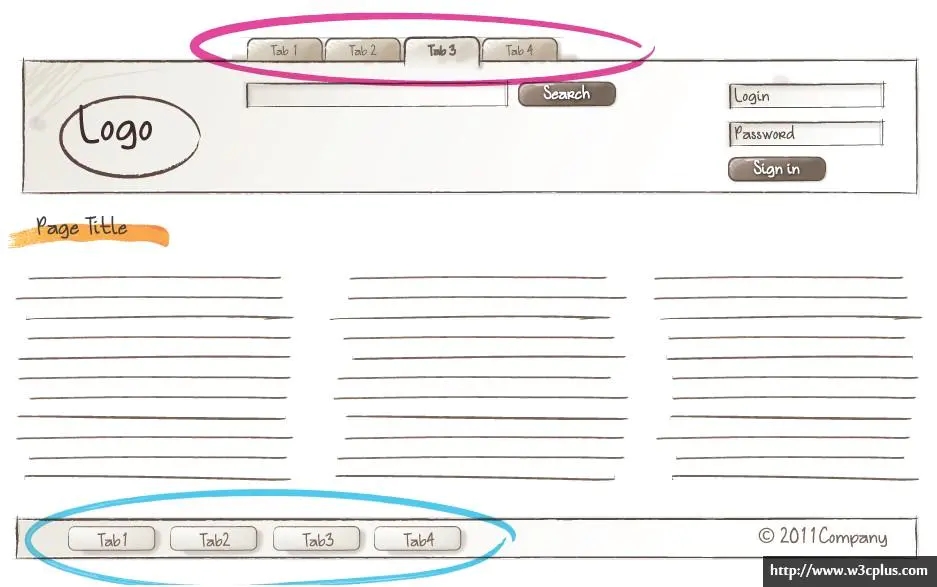 Tab 1 Tab 2 Tab 3 Tab 4
Search
Login
Logo
Password
Sign in
Page Title
Tab1 Tab2 Tab3 Tab4
© 2011Company
http://www.w3cplus.com